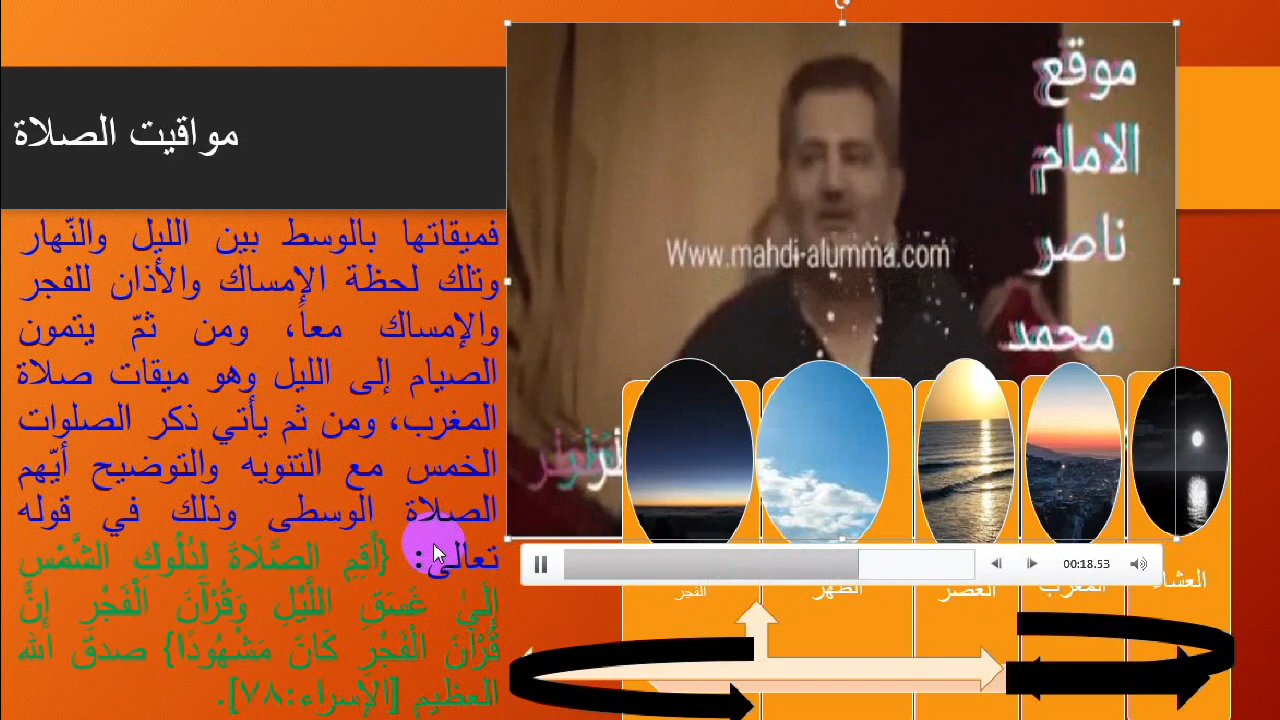 مواقيت الصلاة
فميقاتها بالوسط بين الليل والنّهار
وتلك لحظة الإمساك والأذان للفجر
والإمساك معاً، ومن ثمّ يتمون
الصيام إلى الليل وهو ميقات صلاة
المغرب، ومن ثم يأتي ذكر الصلوات
الخمس مع التنويه والتوضيح أيّهم
الصلاة الوسطى وذلك في قوله
تعالى: {أَقِمِ الصَّلَاةَ لِدُلُوكِ الشَّمْسِ
إِلَىٰ غَسَقِ اللَّيْلِ وَقُرْآنَ الْفَجْرِ إِنَّ
قُرْآنَ الْفَجْرِ كَانَ مَشْهُودًا} صدق الله
العظيم [الإسراء:٧٨].
موقع
الامام
ناصر
محمد
Www.mahdi-alumma.com
00:18.53
العشاء
المغرب
العصر
الظهر
الفجر